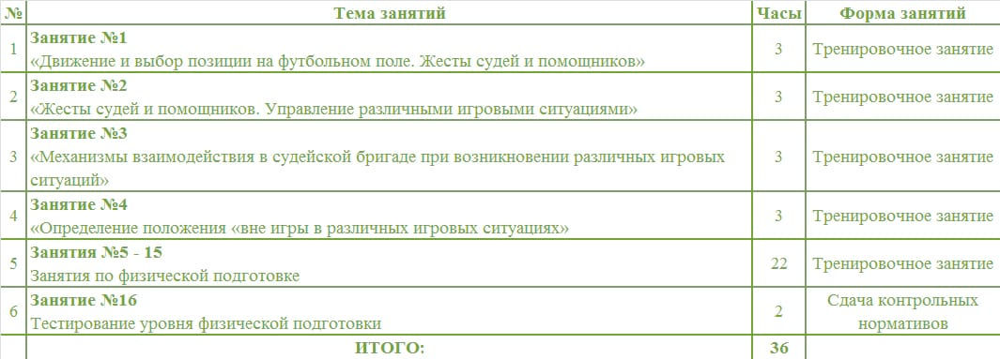 № Тема занятий Часы Форма занятий
Занятие №1
1 «Движение и выбор позиции на футбольном поле. Жесты судей и помощников» 3 Тренировочное занятие
Занятие №2
2 «Жесты судей и помощников. Управление различными игровыми ситуациями» 3 Тренировочное занятие
Занятие №3
3 «Механизмы взаимодействия в судейской бригаде при возникновении различных игровых 3 Тренировочное занятие
ситуаций»
Занятие №4
4 «Определение положения «вне игры в различных игровых ситуациях» 3 Тренировочное занятие
Занятия №5 - 15
5 Занятия по физической подготовке 22 Тренировочное занятие
Занятие №16 Сдача контрольных
6 Тестирование уровня физической подготовки 2 нормативов
ИТОГО: 36